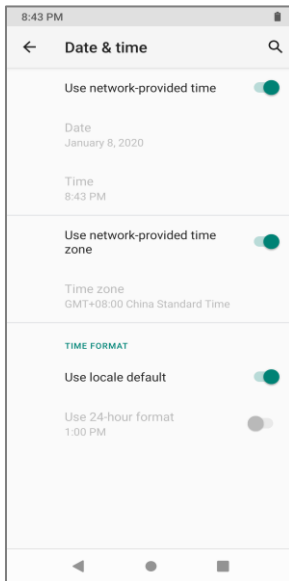 8:43 PM
Date & time
Use network-provided time
Date
January 8, 2020
Time
8:43 PM
Use network-provided time
zone
Time zone
GMT+08:00 China Standard Time
TIME FORMAT
Use locale default
Use 24-hour format
1:00 PM